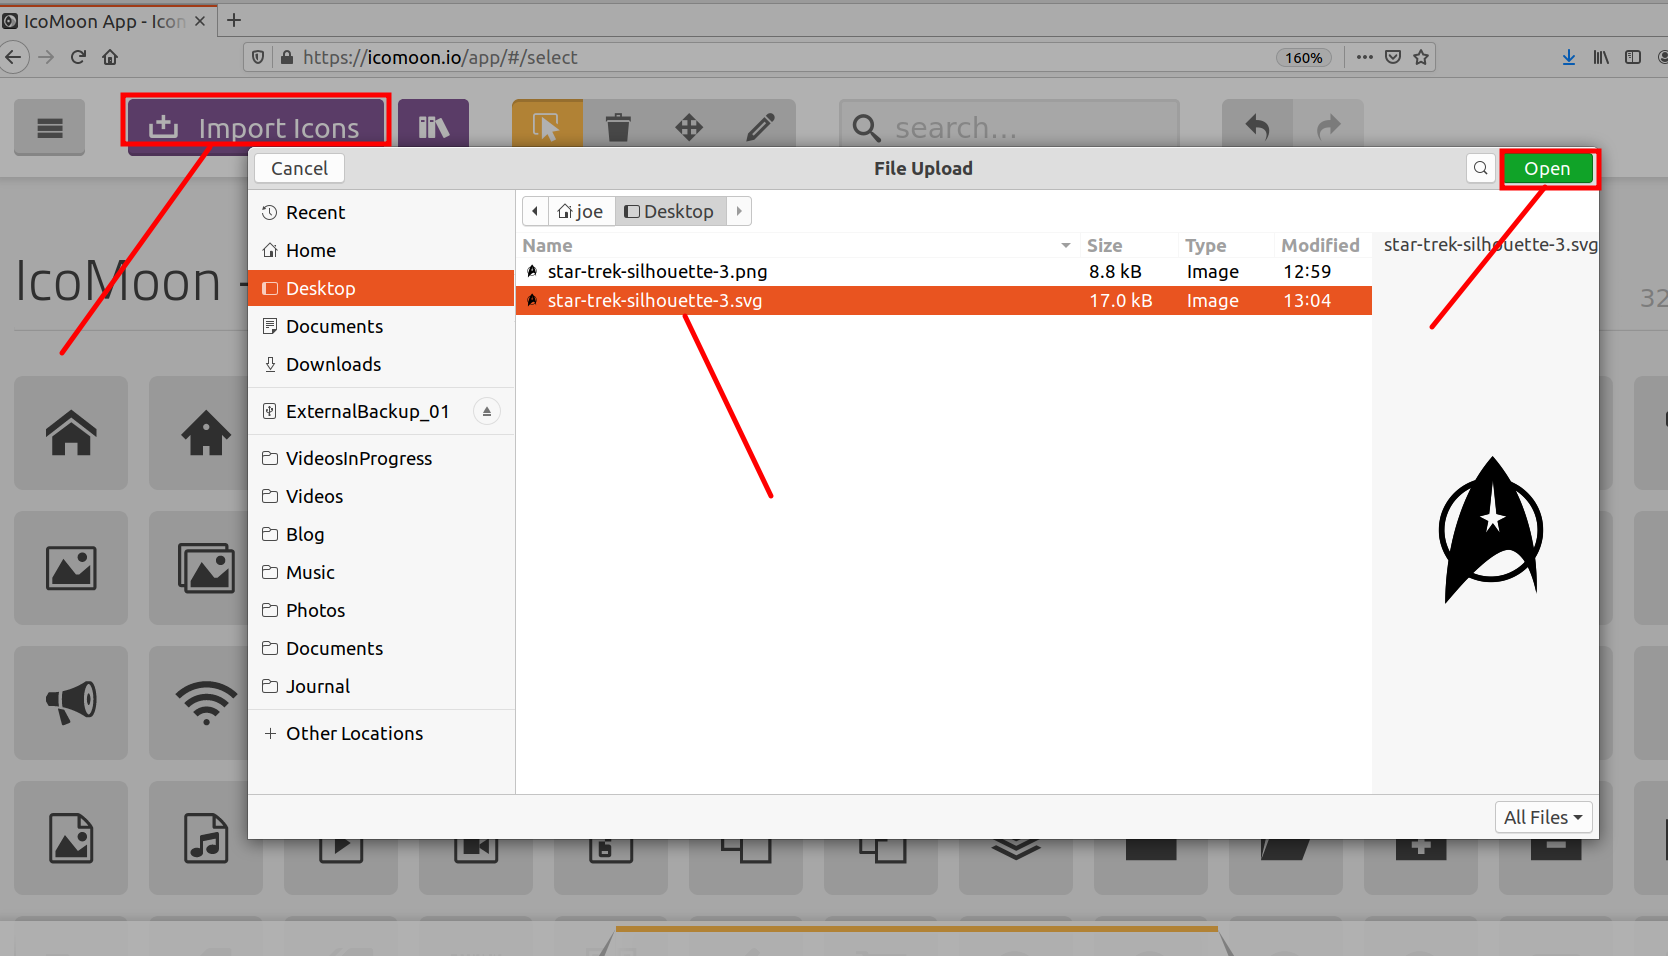 IcoMoon App - Icon
https://icomoon.io/app/#/select
160%
Import Icons
search...
Cancel
File Upload
Open
Recent
Home
Desktop
Documents
Downloads
ExternalBackup_01
VideosInProgress
Videos
Blog
Music
Photos
Documents
Journal
Other Locations
joe
Desktop
Name Size Type Modified
star-trek-silhouette-3.png 8.8 kB Image 12:59
star-trek-silhouette-3.svg 17.0 kB Image 13:04
star-trek-silhouette-3.svg
All Files
IcoMoon -
32